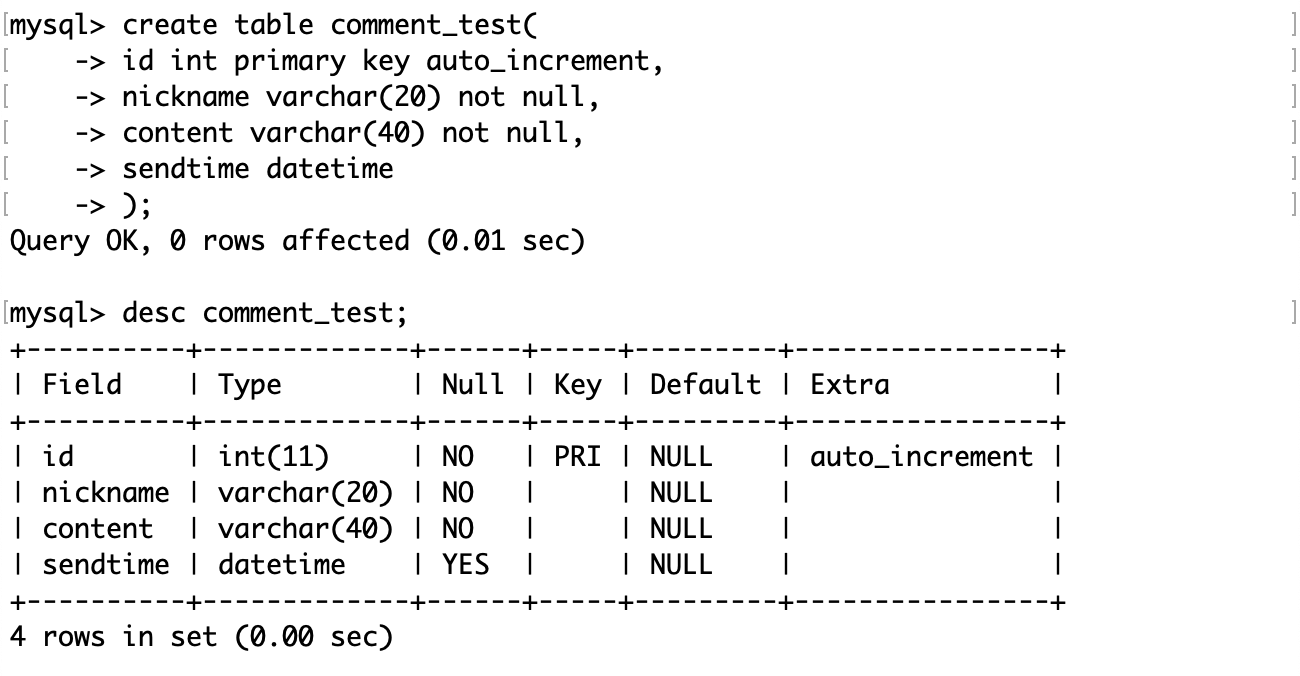 [mysql> create table comment_test( ]
[    -> id int primary key auto_increment, ]
[    -> nickname varchar(20) not null, ]
[    -> content varchar(40) not null, ]
[    -> sendtime datetime ]
[    -> ); ]
Query OK, 0 rows affected (0.01 sec)
[mysql> desc comment_test; ]
+----------+-------------+------+-----+---------+----------------+
| Field    | Type        | Null | Key | Default | Extra          |
+----------+-------------+------+-----+---------+----------------+
| id       | int(11)     | NO   | PRI | NULL    | auto_increment |
| nickname | varchar(20) | NO   |     | NULL    |                |
| content  | varchar(40) | NO   |     | NULL    |                |
| sendtime | datetime    | YES  |     | NULL    |                |
+----------+-------------+------+-----+---------+----------------+
4 rows in set (0.00 sec)